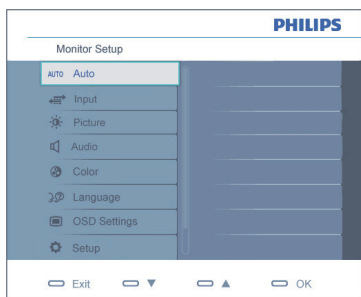 PHILIPS
Monitor Setup
AUTO Auto
Input
Picture
Audio
Color
Language
OSD Settings
Setup
Exit ▼ ▲ OK